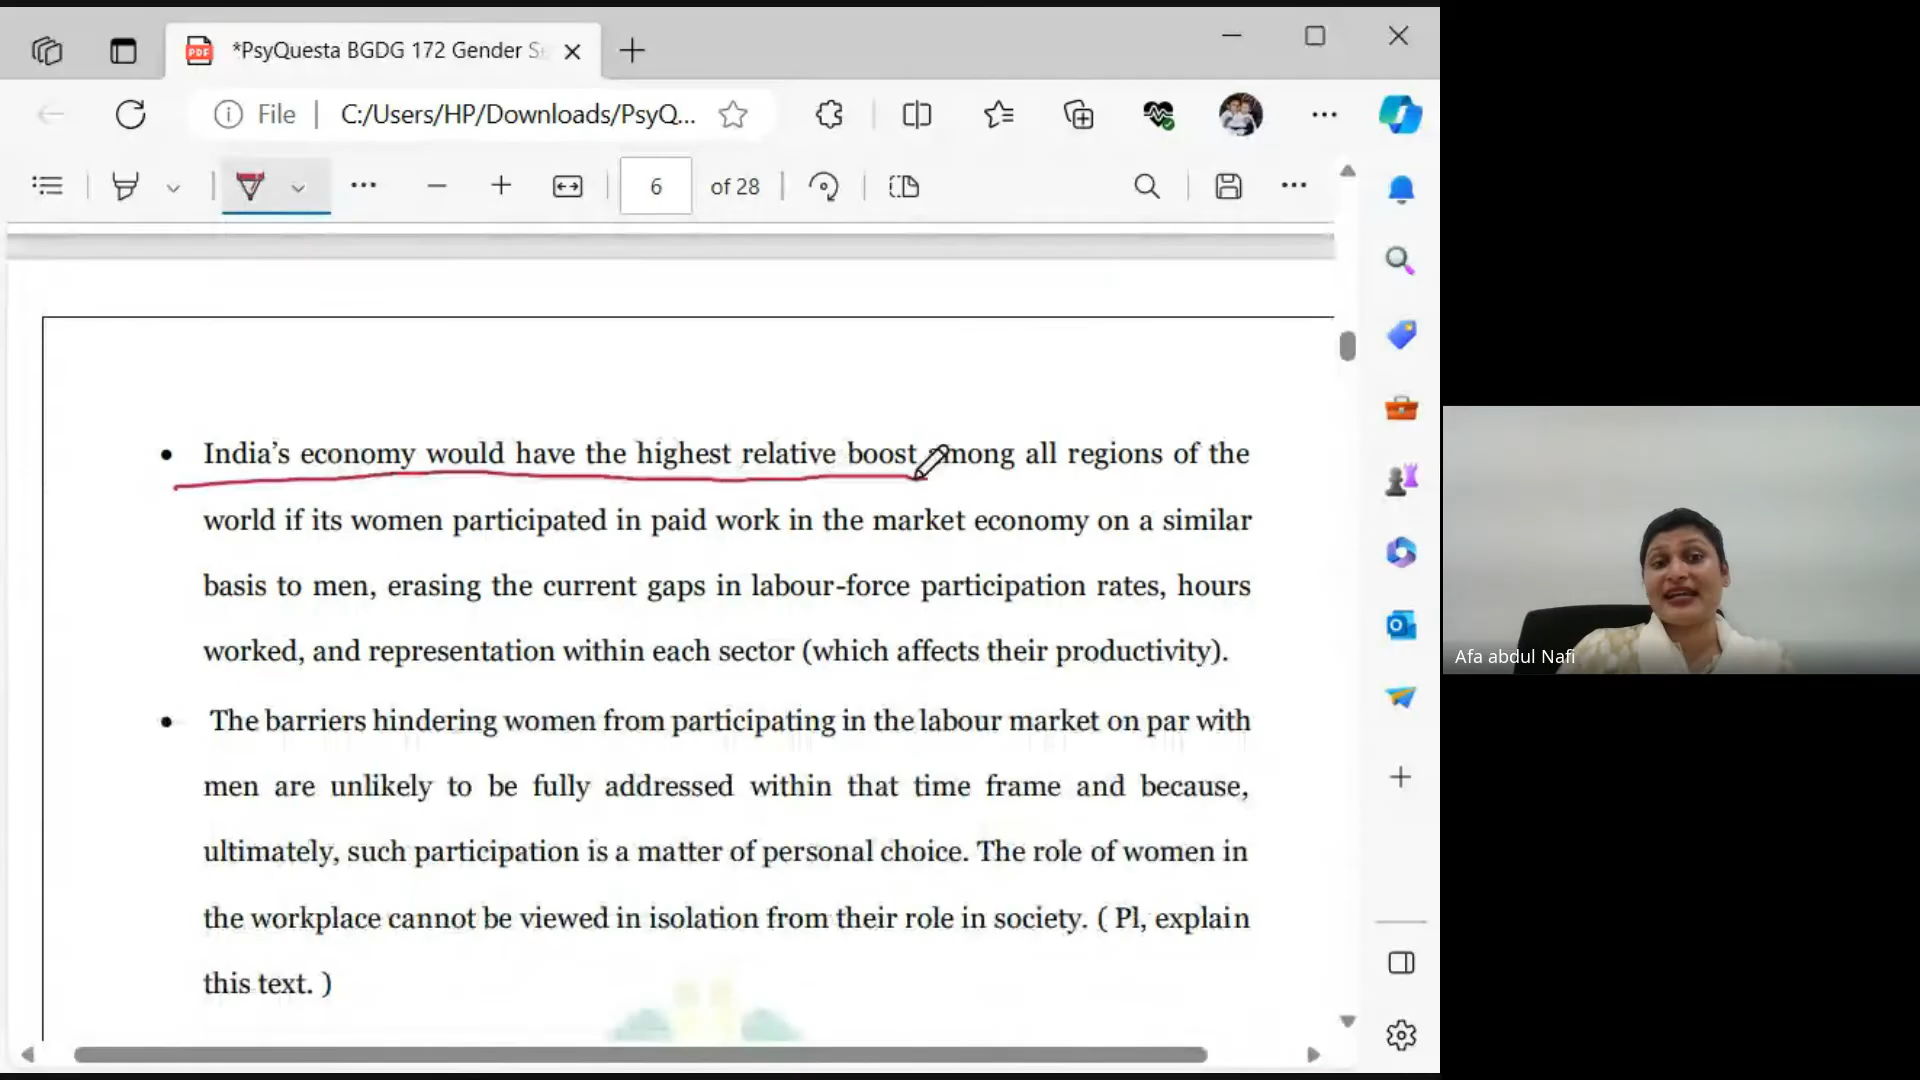 *PsyQuesta BGDG 172 Gender S
File
C:/Users/HP/Downloads/PsyQ...
6 of 28
• India’s economy would have the highest relative boost among all regions of the
world if its women participated in paid work in the market economy on a similar
basis to men, erasing the current gaps in labour-force participation rates, hours
worked, and representation within each sector (which affects their productivity).
• The barriers hindering women from participating in the labour market on par with
men are unlikely to be fully addressed within that time frame and because,
ultimately, such participation is a matter of personal choice. The role of women in
the workplace cannot be viewed in isolation from their role in society. ( Pl, explain
this text. )
Afa abdul Nafi